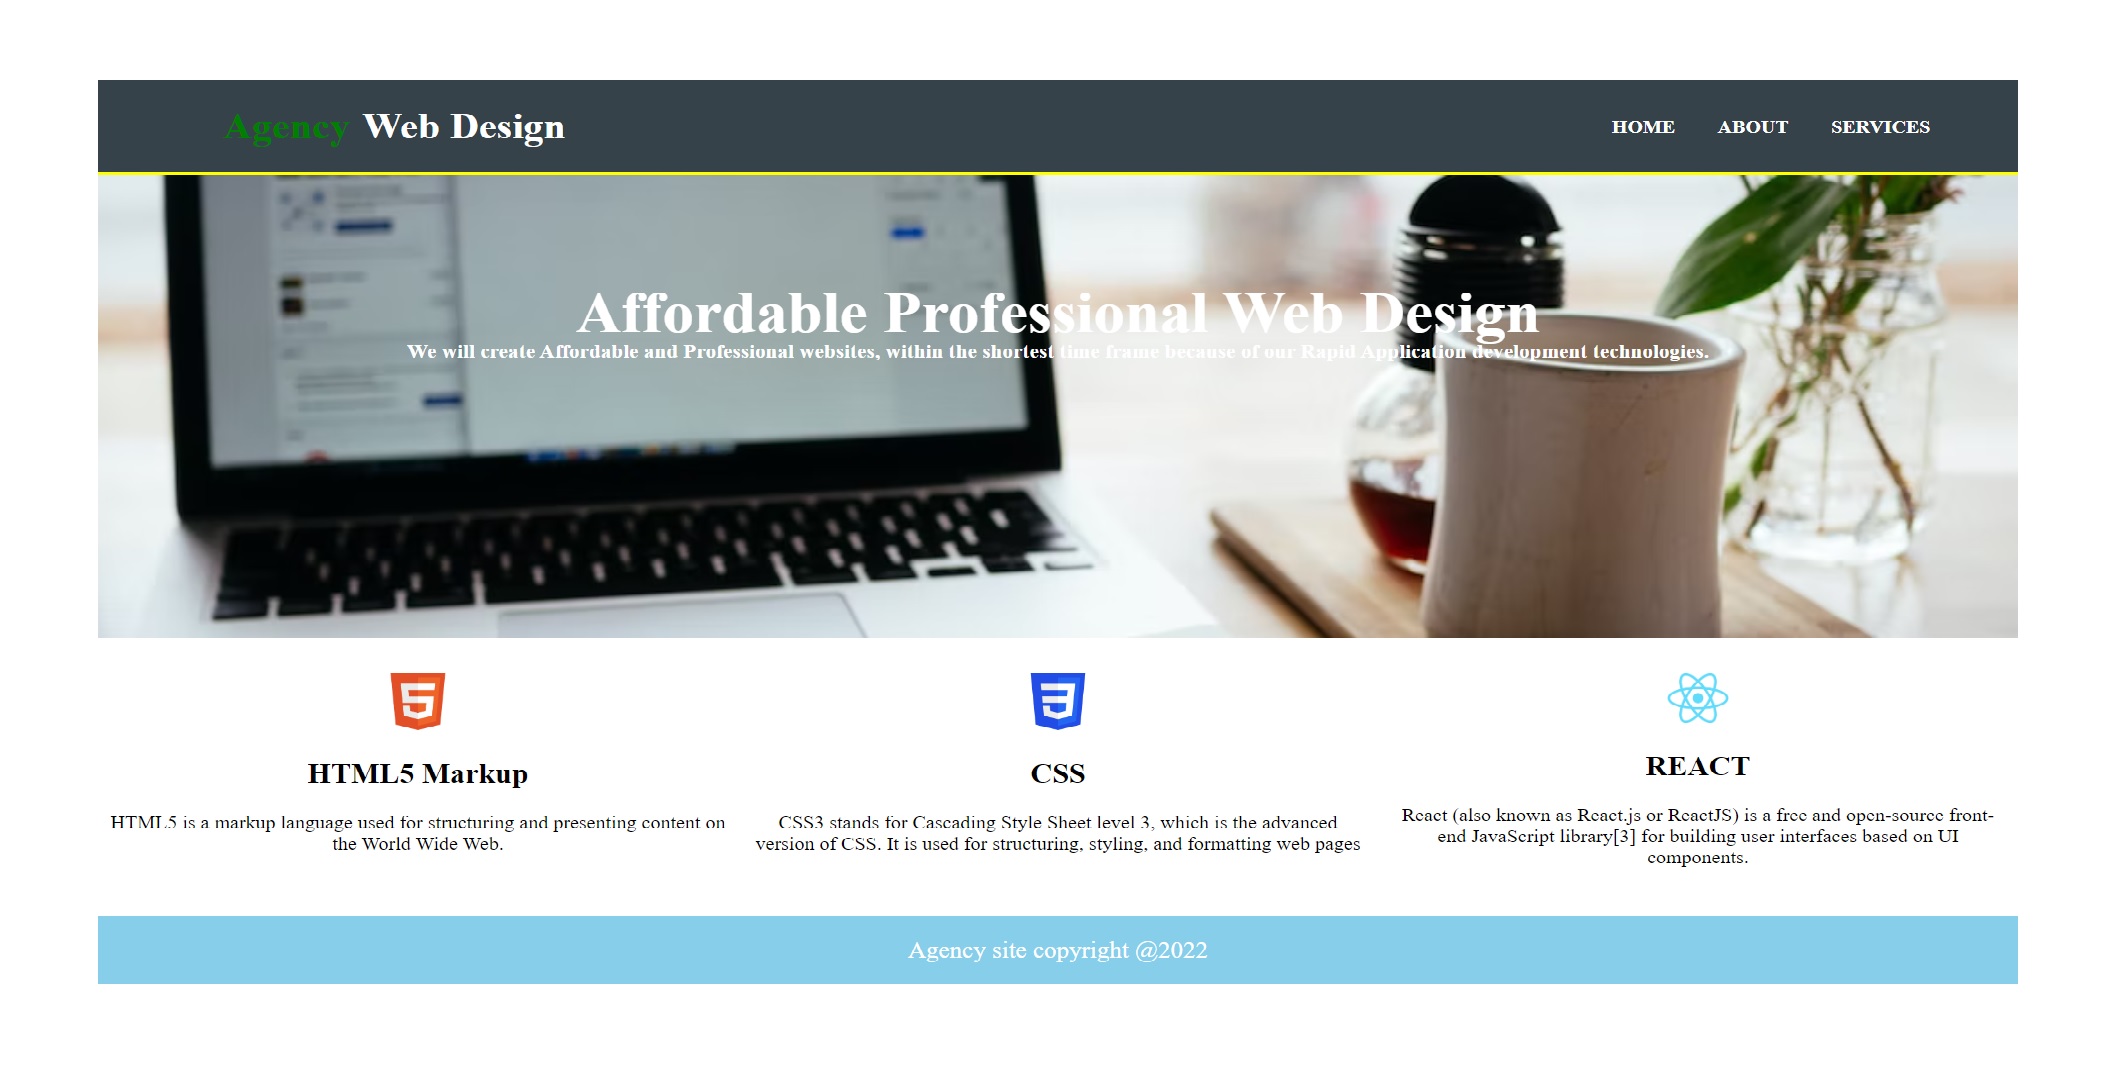 Agency Web Design
HOME ABOUT SERVICES
Affordable Professional Web Design
We will create Affordable and Professional websites, within the shortest time frame because of our Rapid Application development technologies.
HTML5 Markup
HTML5 is a markup language used for structuring and presenting content on
the World Wide Web.
CSS
CSS3 stands for Cascading Style Sheet level 3, which is the advanced
version of CSS. It is used for structuring, styling, and formatting web pages
REACT
React (also known as React.js or ReactJS) is a free and open-source front-
end JavaScript library[3] for building user interfaces based on UI
components.
Agency site copyright @2022